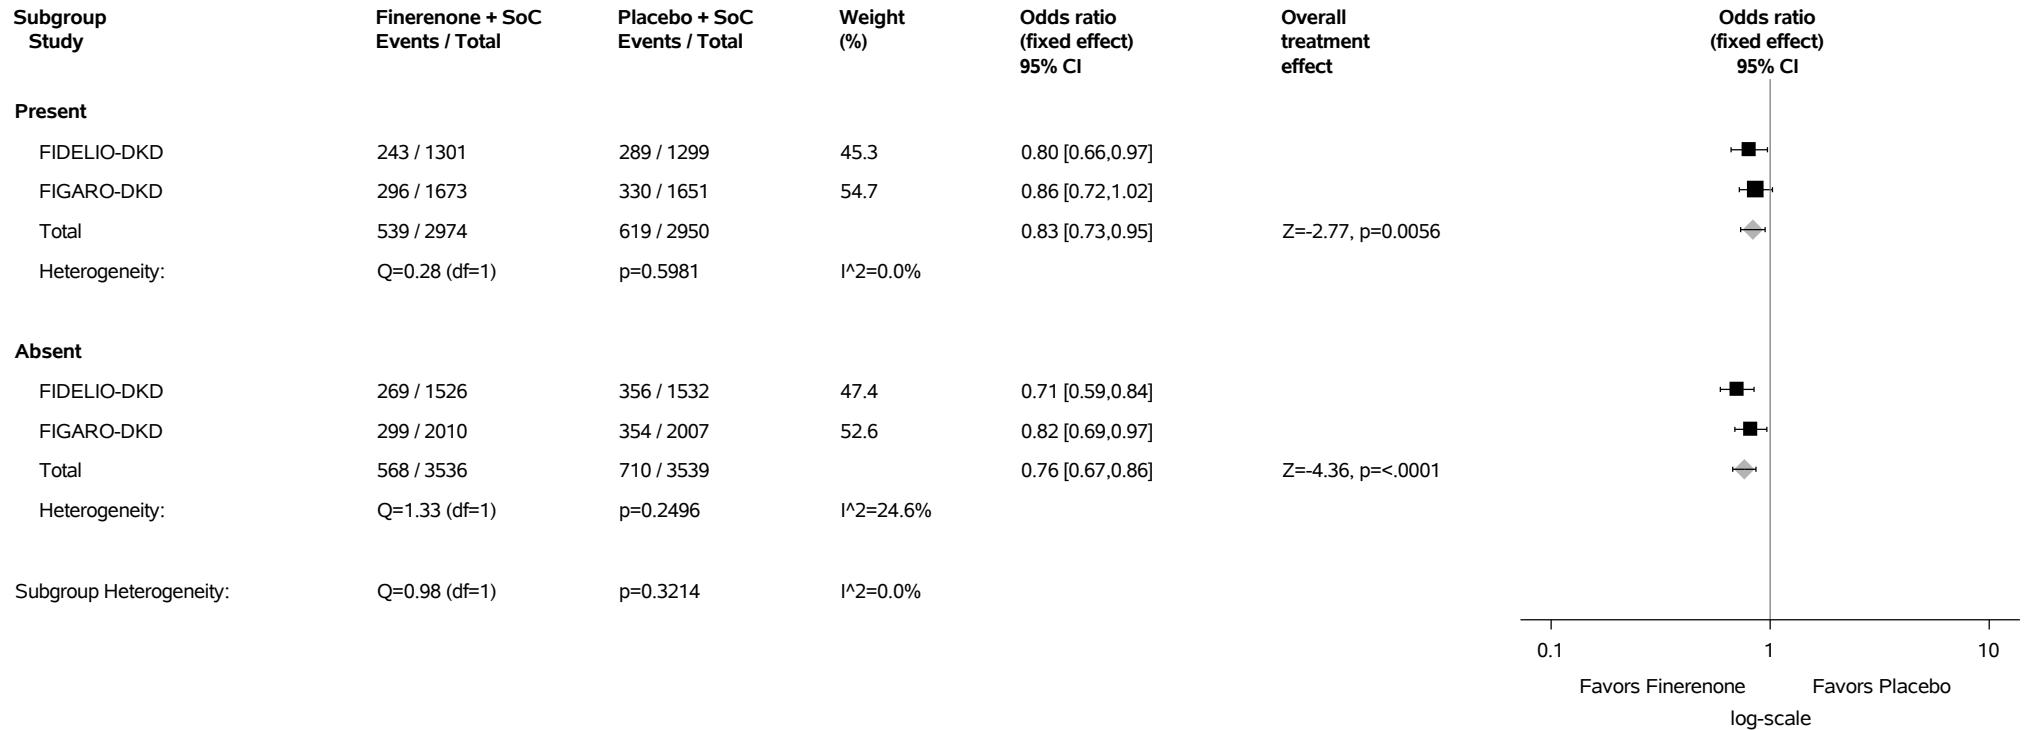 Subgroup Finerenone + SoC Placebo + SoC Weight Odds ratio Overall Odds ratio
Study Events / Total Events / Total (%) (fixed effect) treatment (fixed effect)
95% CI effect 95% CI
Present
FIDELIO-DKD 243 / 1301 289 / 1299 45.3 0.80 [0.66,0.97]
FIGARO-DKD 296 / 1673 330 / 1651 54.7 0.86 [0.72,1.02]
Total 539 / 2974 619 / 2950 0.83 [0.73,0.95] Z=-2.77, p=0.0056
Heterogeneity: Q=0.28 (df=1) p=0.5981 I^2=0.0%
Absent
FIDELIO-DKD 269 / 1526 356 / 1532 47.4 0.71 [0.59,0.84]
FIGARO-DKD 299 / 2010 354 / 2007 52.6 0.82 [0.69,0.97]
Total 568 / 3536 710 / 3539 0.76 [0.67,0.86] Z=-4.36, p=<.0001
Heterogeneity: Q=1.33 (df=1) p=0.2496 I^2=24.6%
Subgroup Heterogeneity: Q=0.98 (df=1) p=0.3214 I^2=0.0%
0.1 1 10
Favors Finerenone Favors Placebo
log-scale